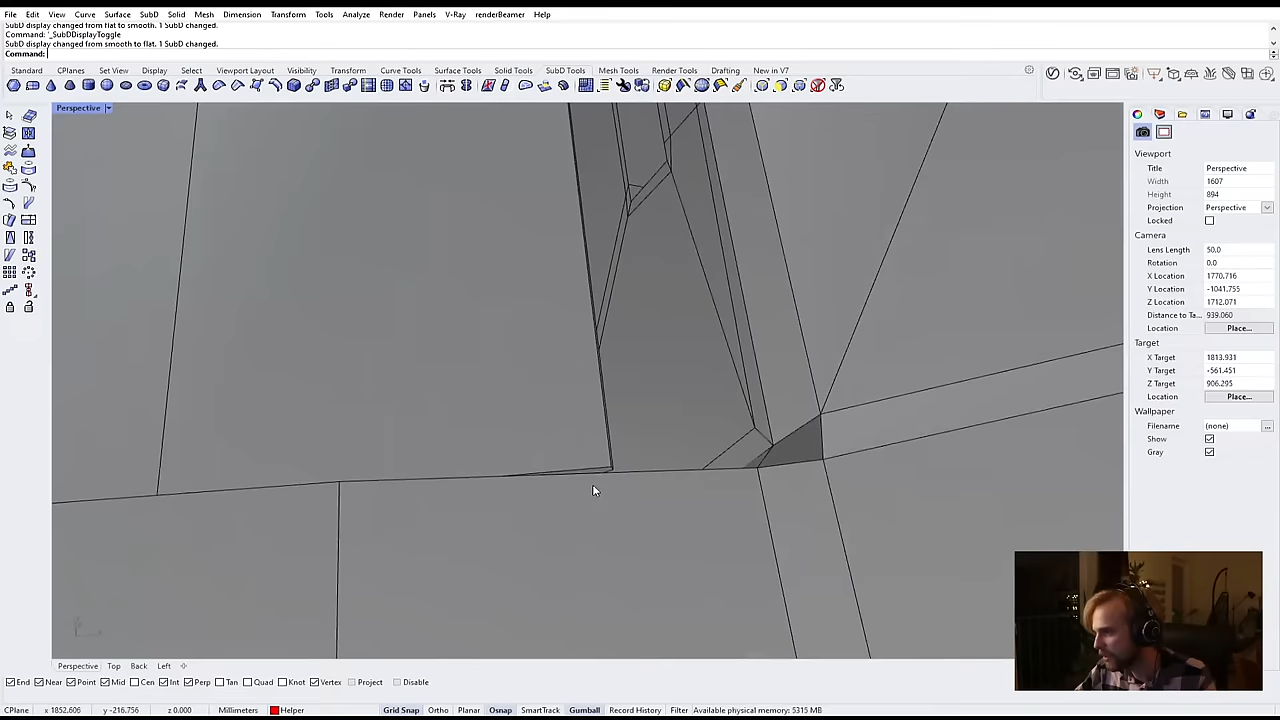 File Edit View Curve Surface SubD Solid Mesh Dimension Transform Tools Analyze Render Panels V-Ray renderBeamer Help
SubD display changed from flat to smooth. 1 SubD changed.
Command: '_SubDDisplayToggle
SubD display changed from smooth to flat. 1 SubD changed.
Command:
Standard CPlanes Set View Display Select Viewport Layout Visibility Transform Curve Tools Surface Tools Solid Tools SubD Tools Mesh Tools Render Tools Drafting New in V7
Perspective
Viewport
Title Perspective
Width 1607
Height 894
Projection Perspective
Locked
Camera
Lens Length 50.0
Rotation 0.0
X Location 1770.716
Y Location -1041.755
Z Location 1712.071
Distance to Ta... 939.060
Location Place...
Target
X Target 1813.931
Y Target -561.451
Z Target 906.295
Location Place...
Wallpaper
Filename (none) ...
Show
Gray
Perspective Top Back Left
End Near Point Mid Cen Int Perp Tan Quad Knot Vertex Project Disable
CPlane x 1852.606 y -216.756 z 0.000 Millimeters Helper Grid Snap Ortho Planar Osnap SmartTrack Gumball Record History Filter Available physical memory: 5315 MB